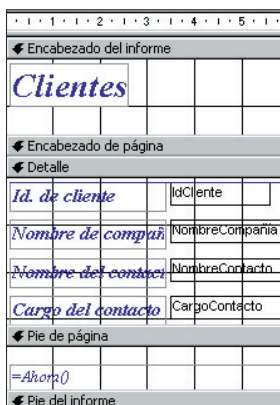 1 2 3 4 5
Encabezado del informe
Clientes
Encabezado de página
Detalle
Id. de cliente IdCliente
Nombre de compañ NombreCompañía
Nombre del contac NombreContacto
Cargo del contacto CargoContacto
Pie de página
=Ahora()
Pie del informe